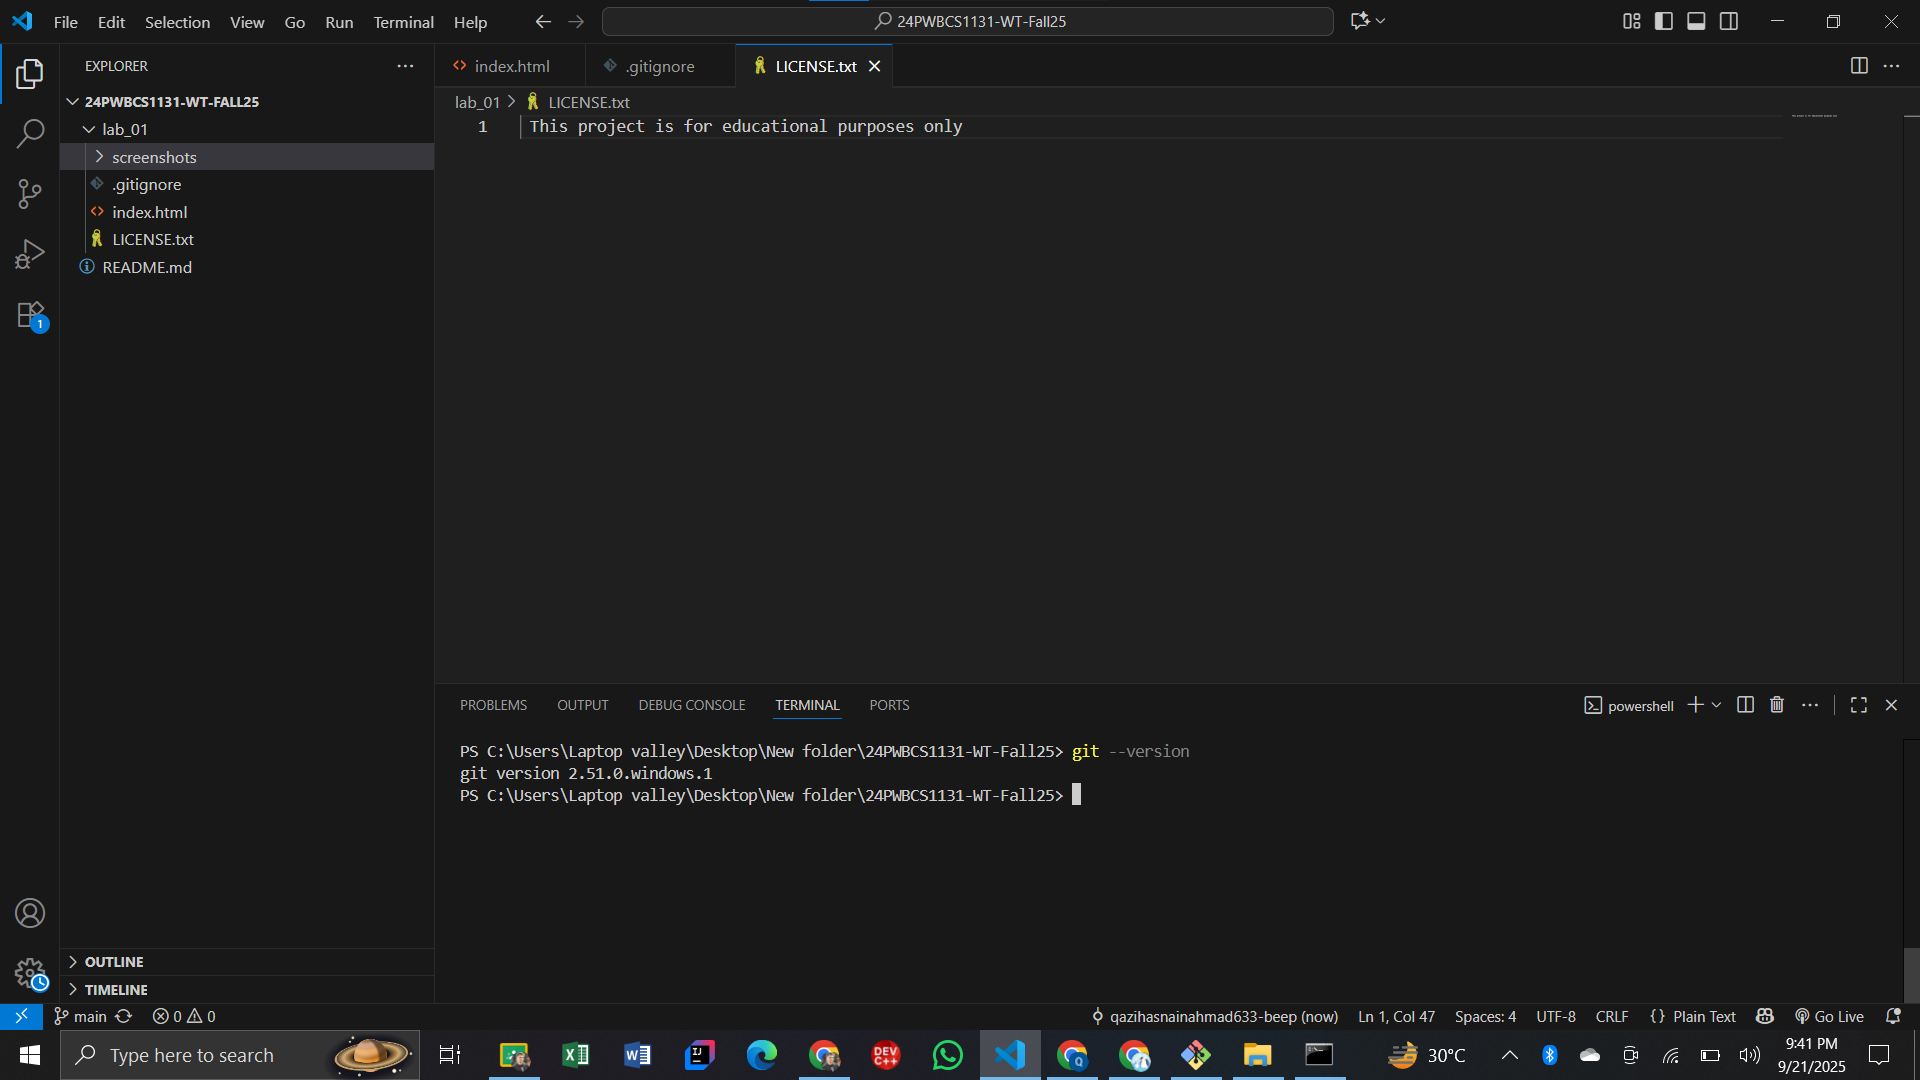 File Edit Selection View Go Run Terminal Help
24PWBCS1131-WT-Fall25
EXPLORER
24PWBCS1131-WT-FALL25
lab_01
screenshots
.gitignore
index.html
LICENSE.txt
README.md
1
OUTLINE
TIMELINE
index.html .gitignore LICENSE.txt
lab_01 > LICENSE.txt
1 This project is for educational purposes only
PROBLEMS OUTPUT DEBUG CONSOLE TERMINAL PORTS
powershell
PS C:\Users\Laptop valley\Desktop\New folder\24PWBCS1131-WT-Fall25> git --version
git version 2.51.0.windows.1
PS C:\Users\Laptop valley\Desktop\New folder\24PWBCS1131-WT-Fall25>
main 0 0 qazihasnainahmad633-beep (now) Ln 1, Col 47 Spaces: 4 UTF-8 CRLF {} Plain Text Go Live
Type here to search
DEV C++
30°C
9:41 PM
9/21/2025